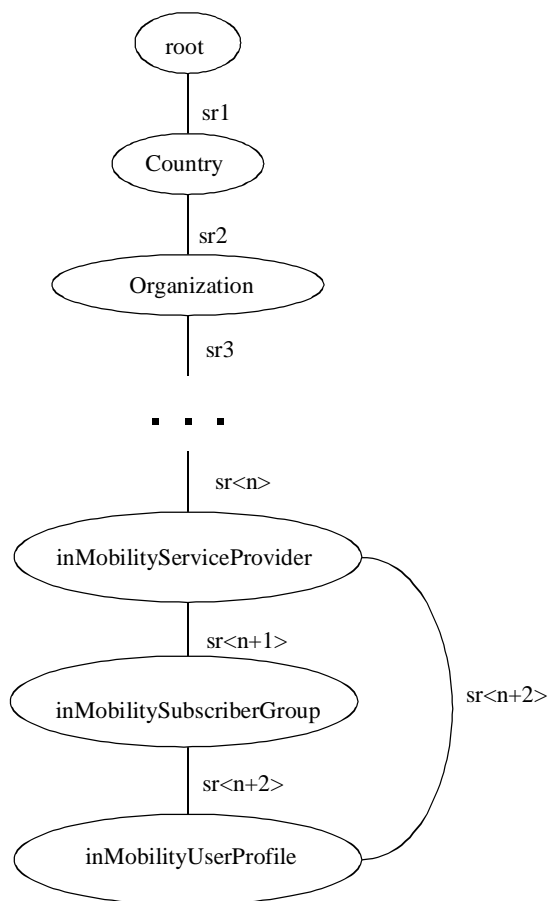 root
sr1
Country
sr2
Organization
sr3
. . .
sr<n>
inMobilityServiceProvider
sr<n+1>
sr<n+2>
inMobilitySubscriberGroup
sr<n+2>
inMobilityUserProfile